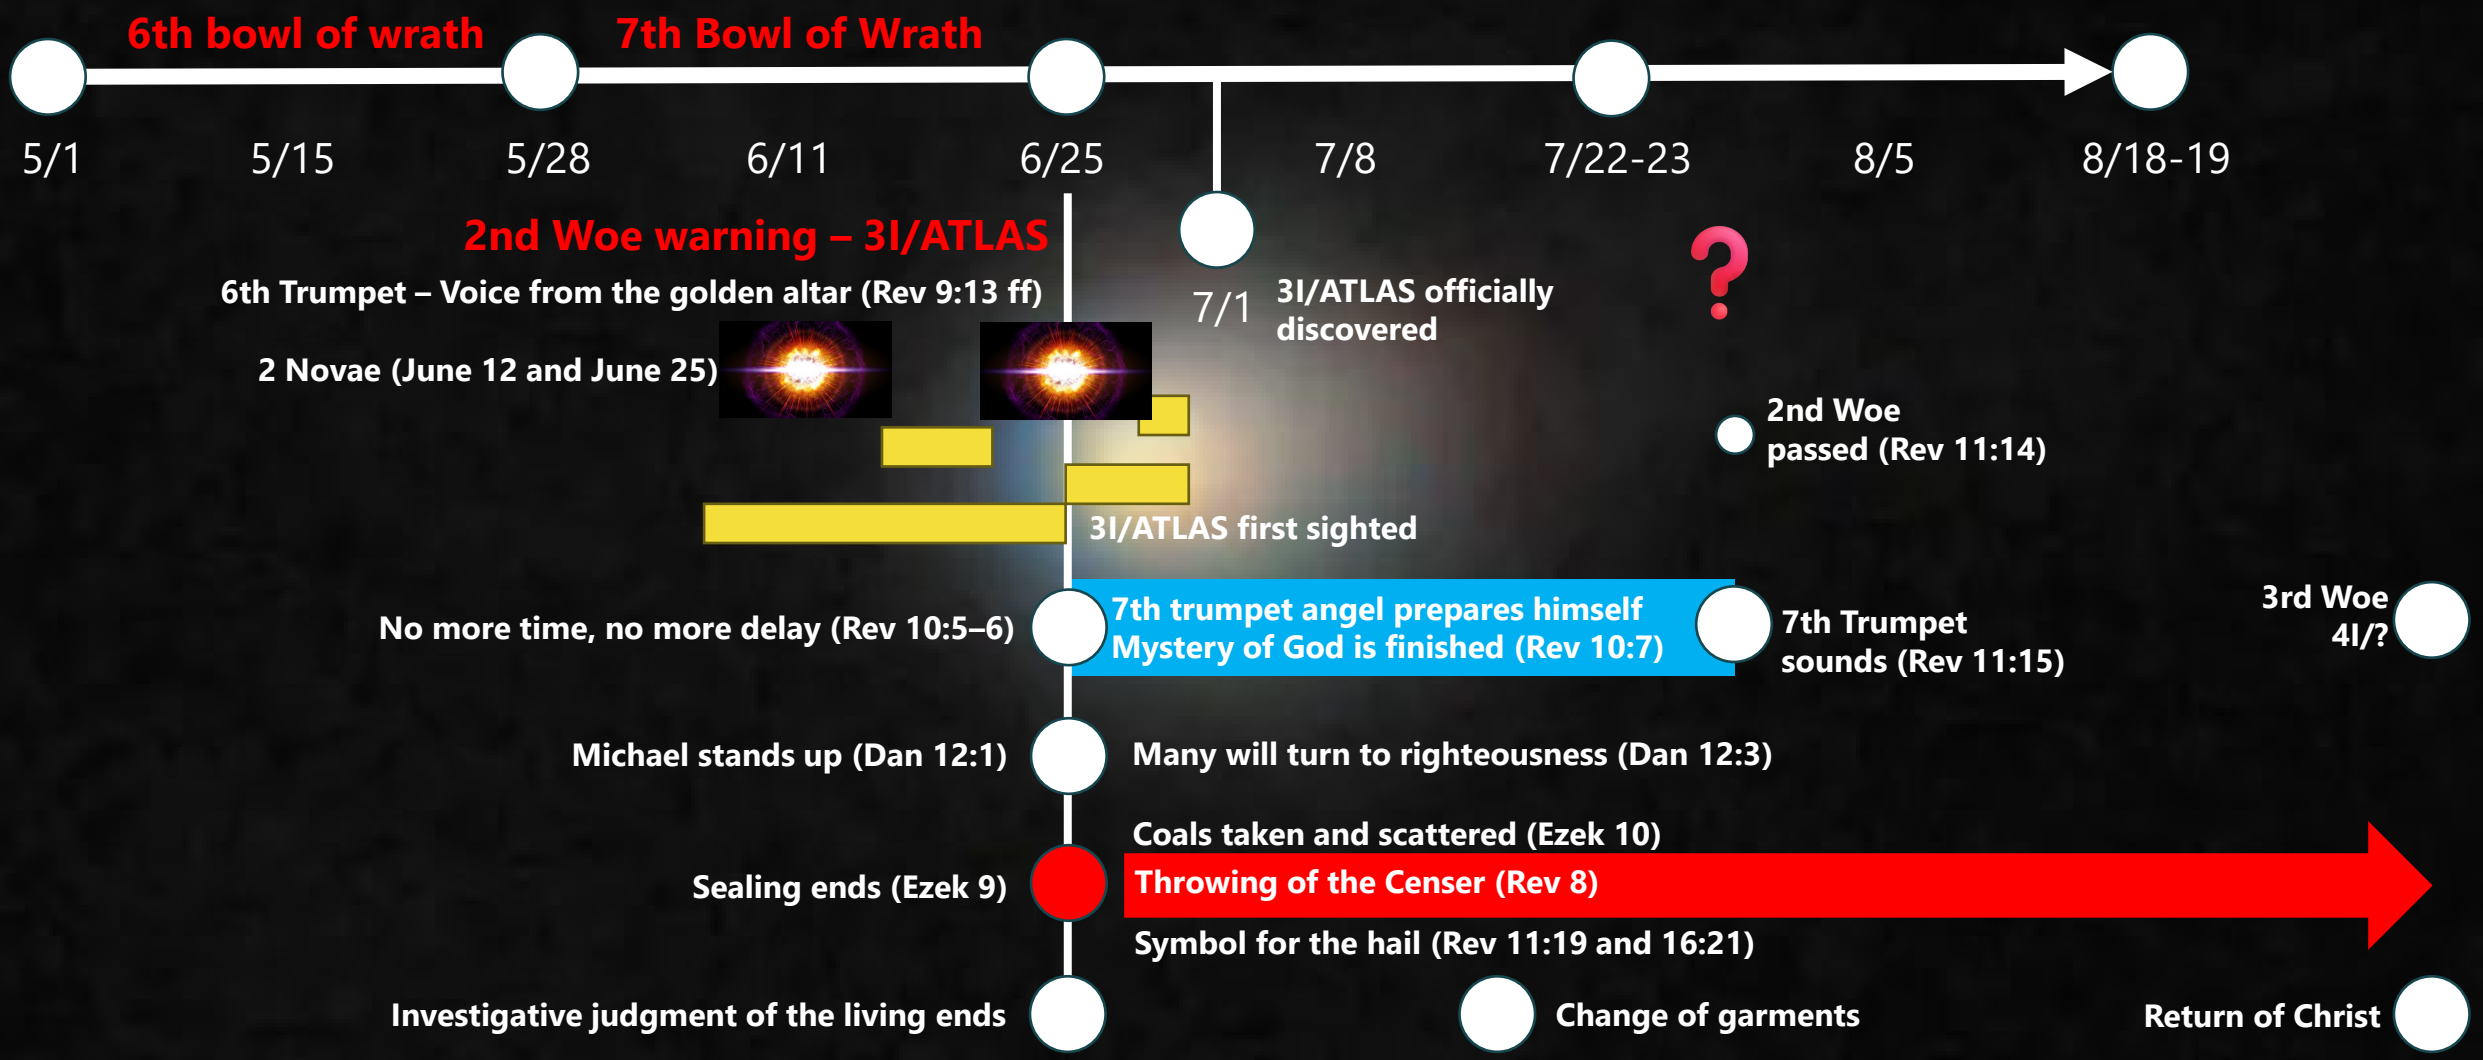 6th bowl of wrath
7th Bowl of Wrath
5/1
5/15
5/28
6/11
6/25
7/8
7/22-23
8/5
8/18-19
2nd Woe warning – 3I/ATLAS
6th Trumpet – Voice from the golden altar (Rev 9:13 ff)
7/1
3I/ATLAS officially
discovered
❓
2 Novae (June 12 and June 25)
2nd Woe
passed (Rev 11:14)
3I/ATLAS first sighted
No more time, no more delay (Rev 10:5–6)
7th trumpet angel prepares himself
Mystery of God is finished (Rev 10:7)
7th Trumpet
sounds (Rev 11:15)
3rd Woe
4I/?
Michael stands up (Dan 12:1)
Many will turn to righteousness (Dan 12:3)
Coals taken and scattered (Ezek 10)
Sealing ends (Ezek 9)
Throwing of the Censer (Rev 8)
Symbol for the hail (Rev 11:19 and 16:21)
Investigative judgment of the living ends
Change of garments
Return of Christ